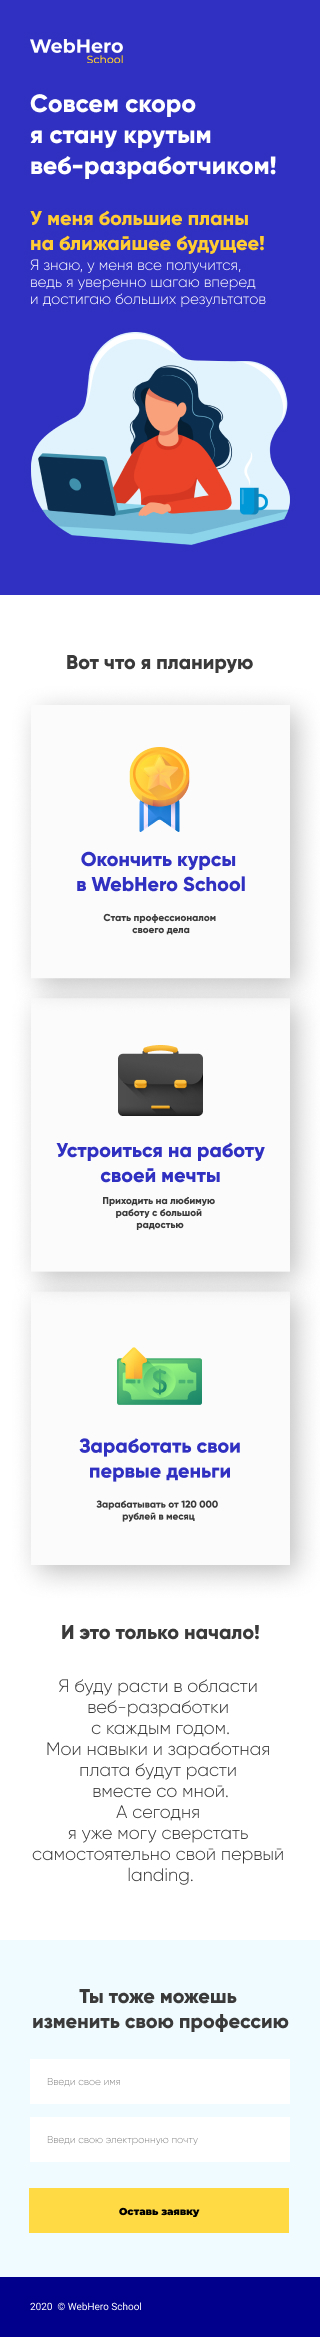 WebHero
School
Совсем скоро
я стану крутым
веб-разработчиком!
У меня большие планы
на ближайшее будущее!
Я знаю, у меня все получится,
ведь я уверенно шагаю вперед
и достигаю больших результатов
Вот что я планирую
Окончить курсы
в WebHero School
Стать профессионалом
своего дела
Устроиться на работу
своей мечты
Приходить на любимую
работу с большой
радостью
$
Заработать свои
первые деньги
Зарабатывать от 120 000
рублей в месяц
И это только начало!
Я буду расти в области
веб-разработки
с каждым годом.
Мои навыки и заработная
плата будут расти
вместе со мной.
А сегодня
я уже могу сверстать
самостоятельно свой первый
landing.
Ты тоже можешь
изменить свою профессию
Введи свое имя
Введи свою электронную почту
Оставь заявку
2020 © WebHero School